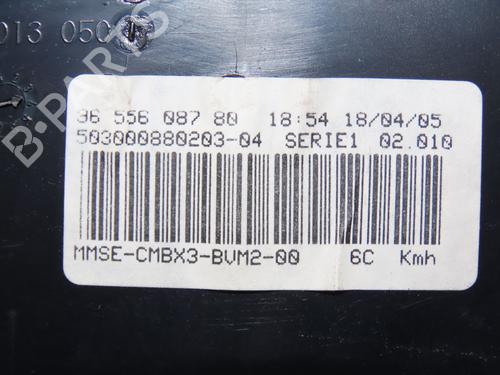 013 050
96 556 087 80 18:54 18/04/05
503000880203-04 SERIE1 02.010
MMSE-CMBX3-BVM2-00 6C Kmh
B-PARTS